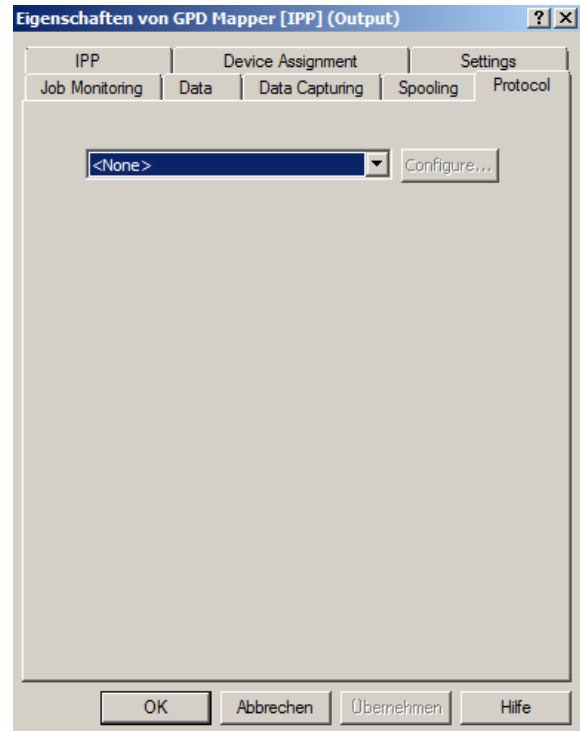 Eigenschaften von GPD Mapper [IPP] (Output)
IPP Device Assignment Settings
Job Monitoring Data Data Capturing Spooling Protocol
<None> Configure...
OK Abbrechen Übernehmen Hilfe